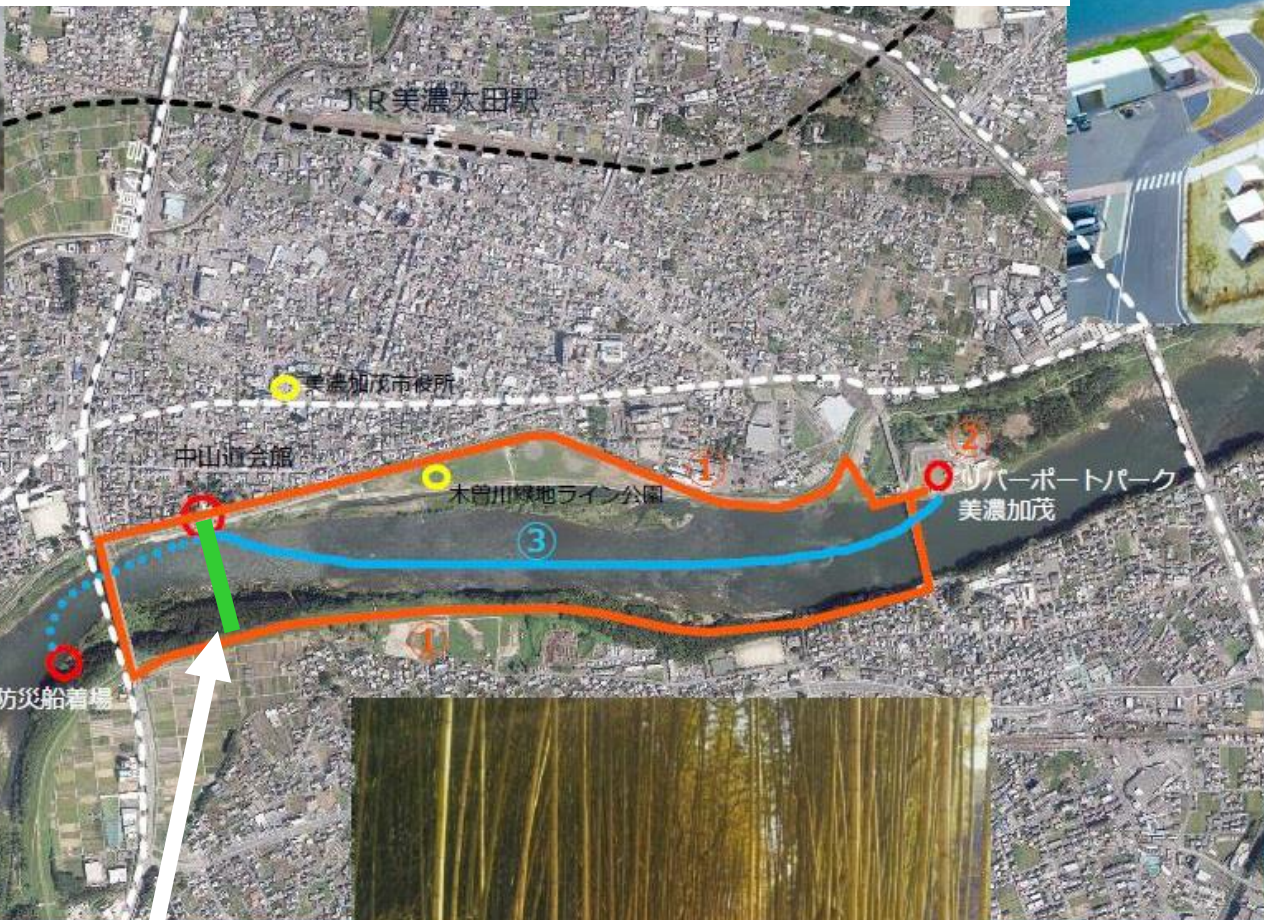 JR美濃太田駅
美濃加茂市役所
中山道会館
②
①
リバーポートパーク
美濃加茂
木曽川緑地ライン公園
③
①
防災船着場